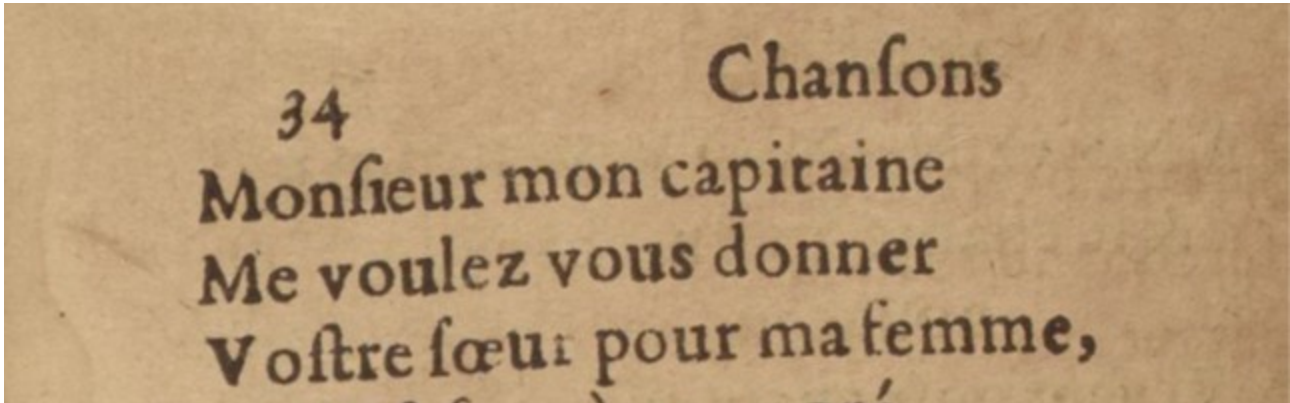 34 Chanſons
Monſieur mon capitaine
Me voulez vous donner
Voſtre ſœur pour ma femme,